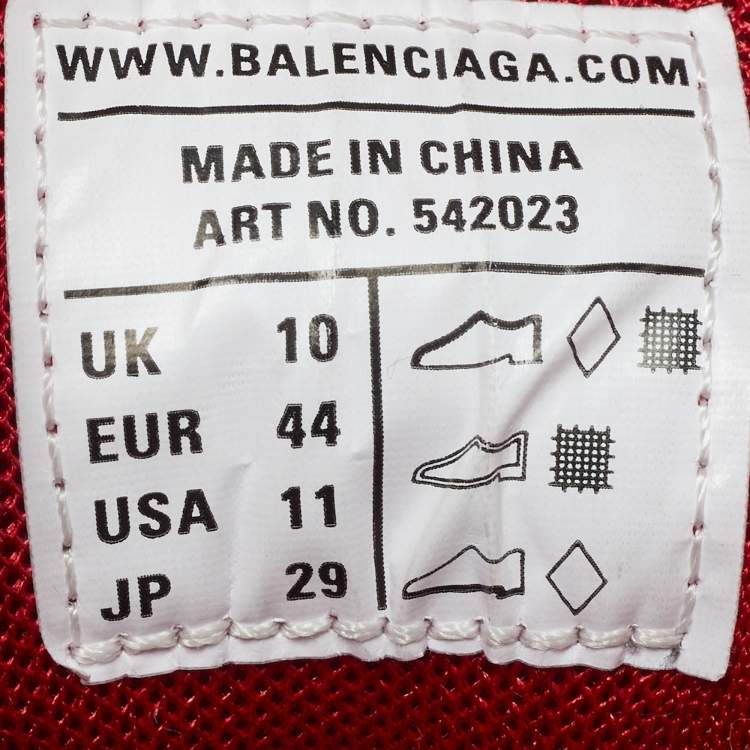 WWW.BALENCIAGA.COM
MADE IN CHINA
ART NO. 542023
UK 10
EUR 44
USA 11
JP 29